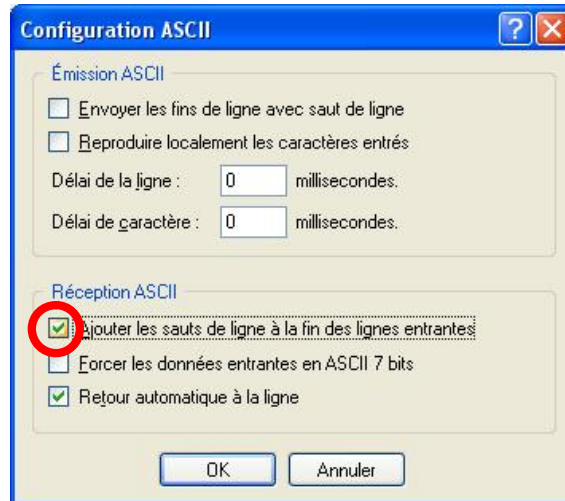 Configuration ASCII
Émission ASCII
Envoyer les fins de ligne avec saut de ligne
Reproduire localement les caractères entrés
Délai de la ligne : 0 millisecondes.
Délai de caractère : 0 millisecondes.
Réception ASCII
Ajouter les sauts de ligne à la fin des lignes entrantes
Forcer les données entrantes en ASCII 7 bits
Retour automatique à la ligne
OK Annuler